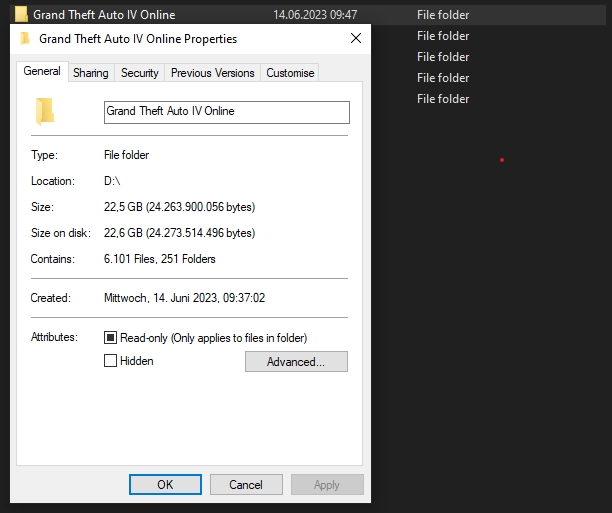 Grand Theft Auto IV Online 14.06.2023 09:47 File folder
File folder
File folder
File folder
File folder
Grand Theft Auto IV Online Properties
General Sharing Security Previous Versions Customise
Grand Theft Auto IV Online
Type: File folder
Location: D:\
Size: 22,5 GB (24.263.900.056 bytes)
Size on disk: 22,6 GB (24.273.514.496 bytes)
Contains: 6.101 Files, 251 Folders
Created: Mittwoch, 14. Juni 2023, 09:37:02
Attributes: Read-only (Only applies to files in folder)
Hidden Advanced...
OK Cancel Apply